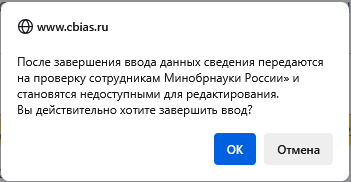 www.cbias.ru
После завершения ввода данных сведения передаются
на проверку сотрудникам Минобрнауки России» и
становятся недоступными для редактирования.
Вы действительно хотите завершить ввод?
ОК
Отмена